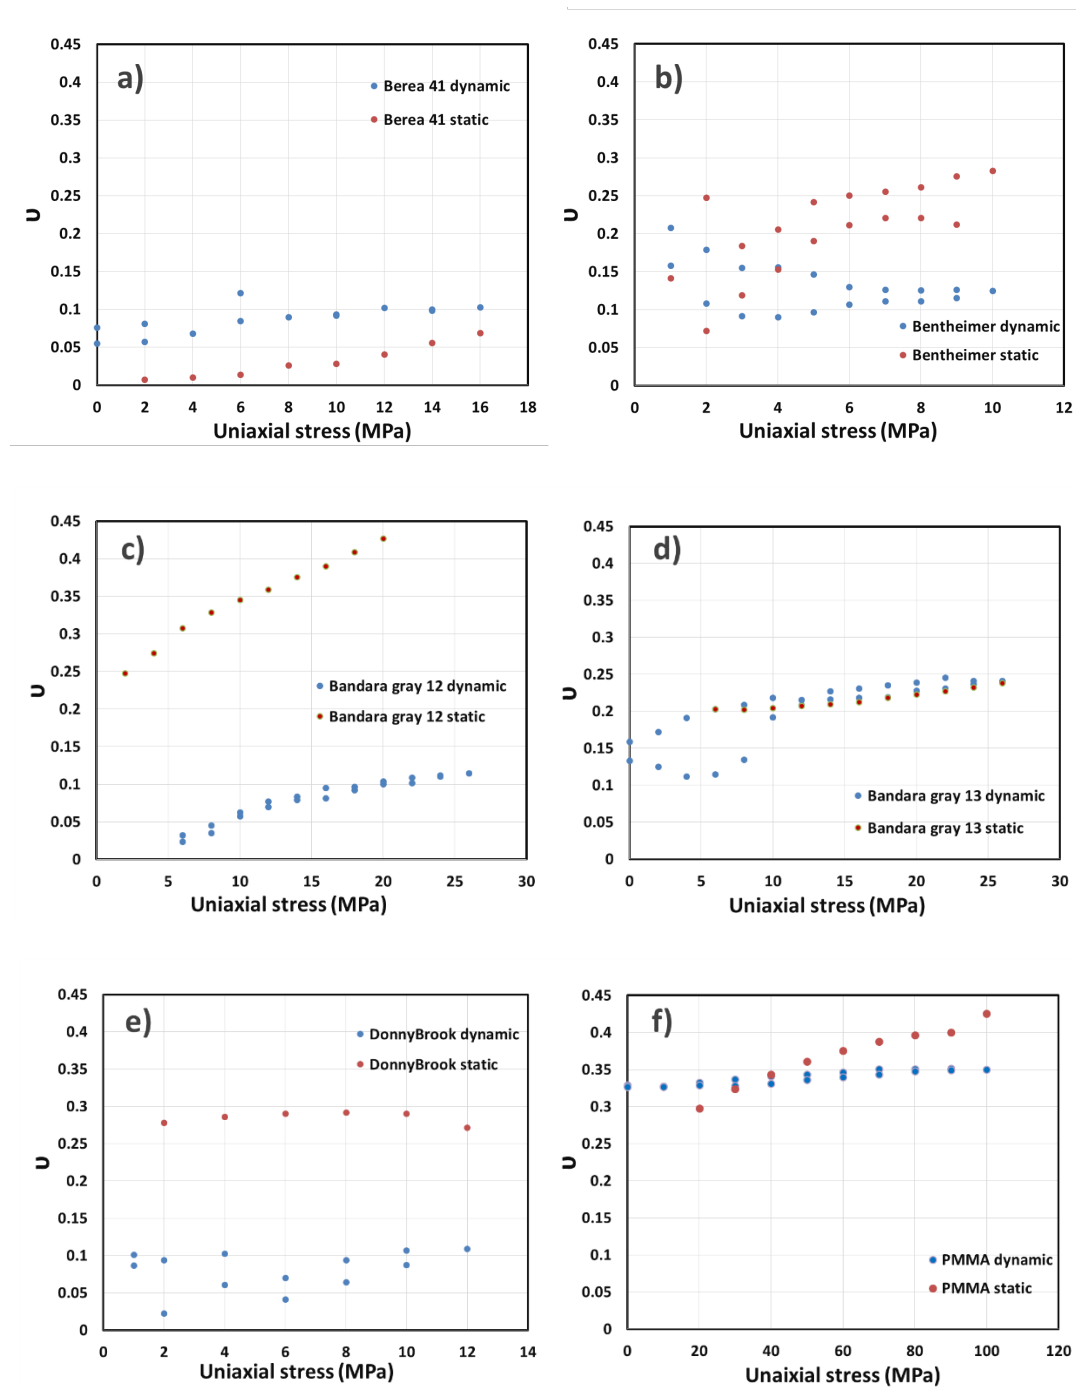 0.45
0.4
0.35
0.3
0.25
0.2
0.15
0.1
0.05
0
a)
Berea 41 dynamic
Berea 41 static
U
0 2 4 6 8 10 12 14 16 18
Uniaxial stress (MPa)
0.45
0.4
0.35
0.3
0.25
0.2
0.15
0.1
0.05
0
b)
Bentheimer dynamic
Bentheimer static
U
0 2 4 6 8 10 12
Uniaxial stress (MPa)
0.45
0.4
0.35
0.3
0.25
0.2
0.15
0.1
0.05
0
c)
Bandara gray 12 dynamic
Bandara gray 12 static
U
0 5 10 15 20 25 30
Uniaxial stress (MPa)
0.45
0.4
0.35
0.3
0.25
0.2
0.15
0.1
0.05
0
d)
Bandara gray 13 dynamic
Bandara gray 13 static
U
0 5 10 15 20 25 30
Uniaxial stress (MPa)
0.45
0.4
0.35
0.3
0.25
0.2
0.15
0.1
0.05
0
e)
DonnyBrook dynamic
DonnyBrook static
U
0 2 4 6 8 10 12 14
Uniaxial stress (MPa)
0.45
0.4
0.35
0.3
0.25
0.2
0.15
0.1
0.05
0
f)
PMMA dynamic
PMMA static
U
0 20 40 60 80 100 120
Unaixial stress (MPa)